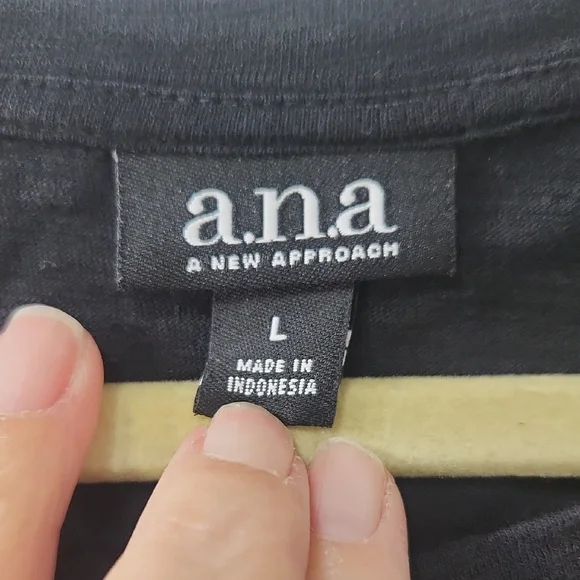 a.n.a
A NEW APPROACH
L
MADE IN
INDONESIA